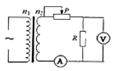 n₁ n₂ P
R V
A